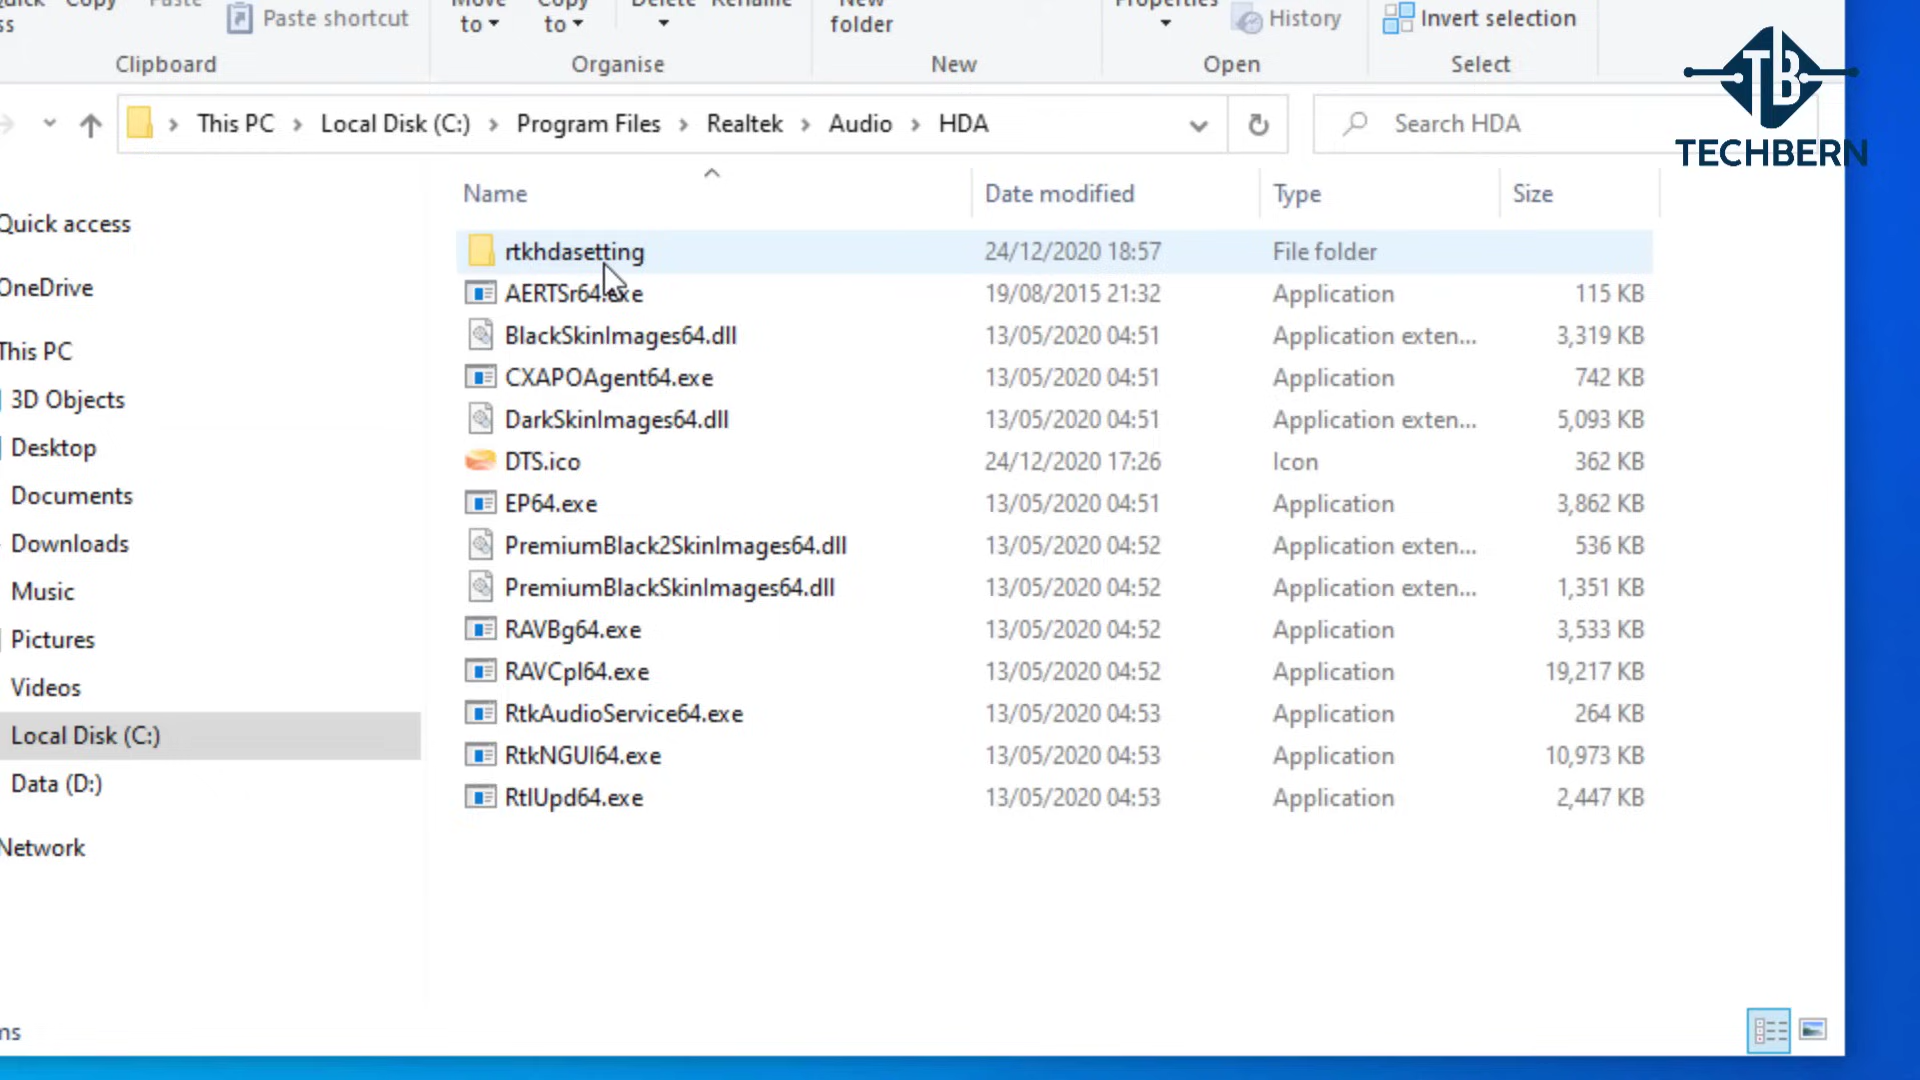 Copy
Paste
Move
Copy
Delete
Rename
New
Properties
Paste shortcut
to
to
folder
History
Invert selection
Clipboard
Organise
New
Open
Select
TB
TECHBERN
This PC > Local Disk (C:) > Program Files > Realtek > Audio > HDA
Search HDA
Name Date modified Type Size
Quick access
OneDrive
This PC
3D Objects
Desktop
Documents
Downloads
Music
Pictures
Videos
Local Disk (C:)
Data (D:)
Network
rtkhdasetting 24/12/2020 18:57 File folder
AERTSr64.exe 19/08/2015 21:32 Application 115 KB
BlackSkinImages64.dll 13/05/2020 04:51 Application exten... 3,319 KB
CXAPOAgent64.exe 13/05/2020 04:51 Application 742 KB
DarkSkinImages64.dll 13/05/2020 04:51 Application exten... 5,093 KB
DTS.ico 24/12/2020 17:26 Icon 362 KB
EP64.exe 13/05/2020 04:51 Application 3,862 KB
PremiumBlack2SkinImages64.dll 13/05/2020 04:52 Application exten... 536 KB
PremiumBlackSkinImages64.dll 13/05/2020 04:52 Application exten... 1,351 KB
RAVBg64.exe 13/05/2020 04:52 Application 3,533 KB
RAVCpl64.exe 13/05/2020 04:52 Application 19,217 KB
RtkAudioService64.exe 13/05/2020 04:53 Application 264 KB
RtkNGUI64.exe 13/05/2020 04:53 Application 10,973 KB
RtlUpd64.exe 13/05/2020 04:53 Application 2,447 KB